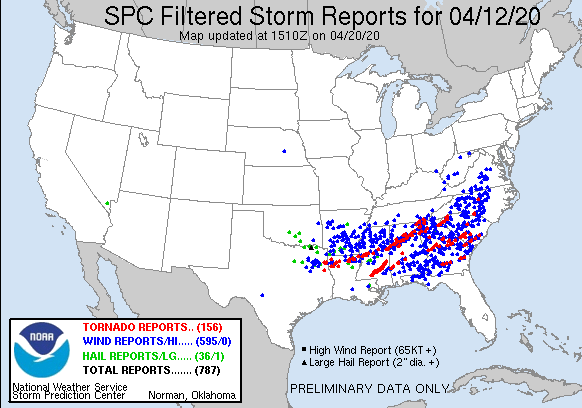 SPC Filtered Storm Reports for 04/12/20
Map updated at 1510Z on 04/20/20
NOAA
TORNADO REPORTS.. (156)
WIND REPORTS/HI..... (595/0)
HAIL REPORTS/LG..... (36/1)
TOTAL REPORTS....... (787)
National Weather Service
Storm Prediction Center Norman, Oklahoma
High Wind Report (65KT +)
Large Hail Report (2" dia. +)
PRELIMINARY DATA ONLY